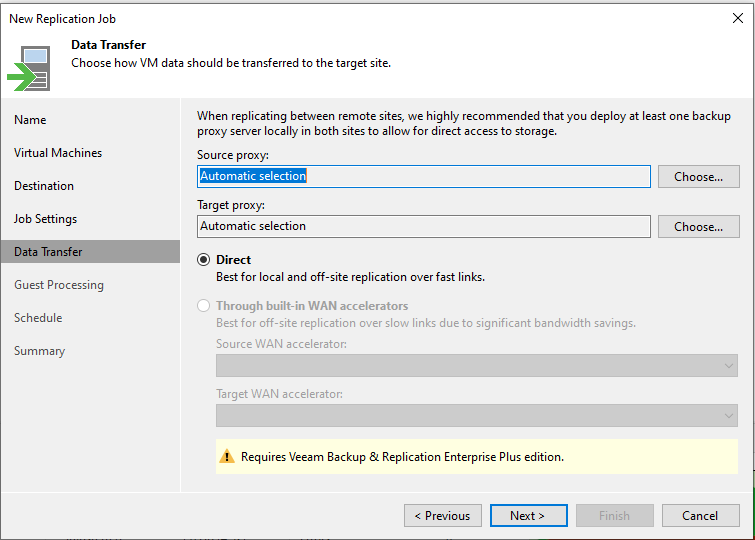 New Replication Job
Data Transfer
Choose how VM data should be transferred to the target site.
Name
Virtual Machines
Destination
Job Settings
Data Transfer
Guest Processing
Schedule
Summary
When replicating between remote sites, we highly recommended that you deploy at least one backup
proxy server locally in both sites to allow for direct access to storage.
Source proxy:
Automatic selection
Choose...
Target proxy:
Automatic selection
Choose...
Direct
Best for local and off-site replication over fast links.
Through built-in WAN accelerators
Best for off-site replication over slow links due to significant bandwidth savings.
Source WAN accelerator:
Target WAN accelerator:
Requires Veeam Backup & Replication Enterprise Plus edition.
< Previous
Next >
Finish
Cancel